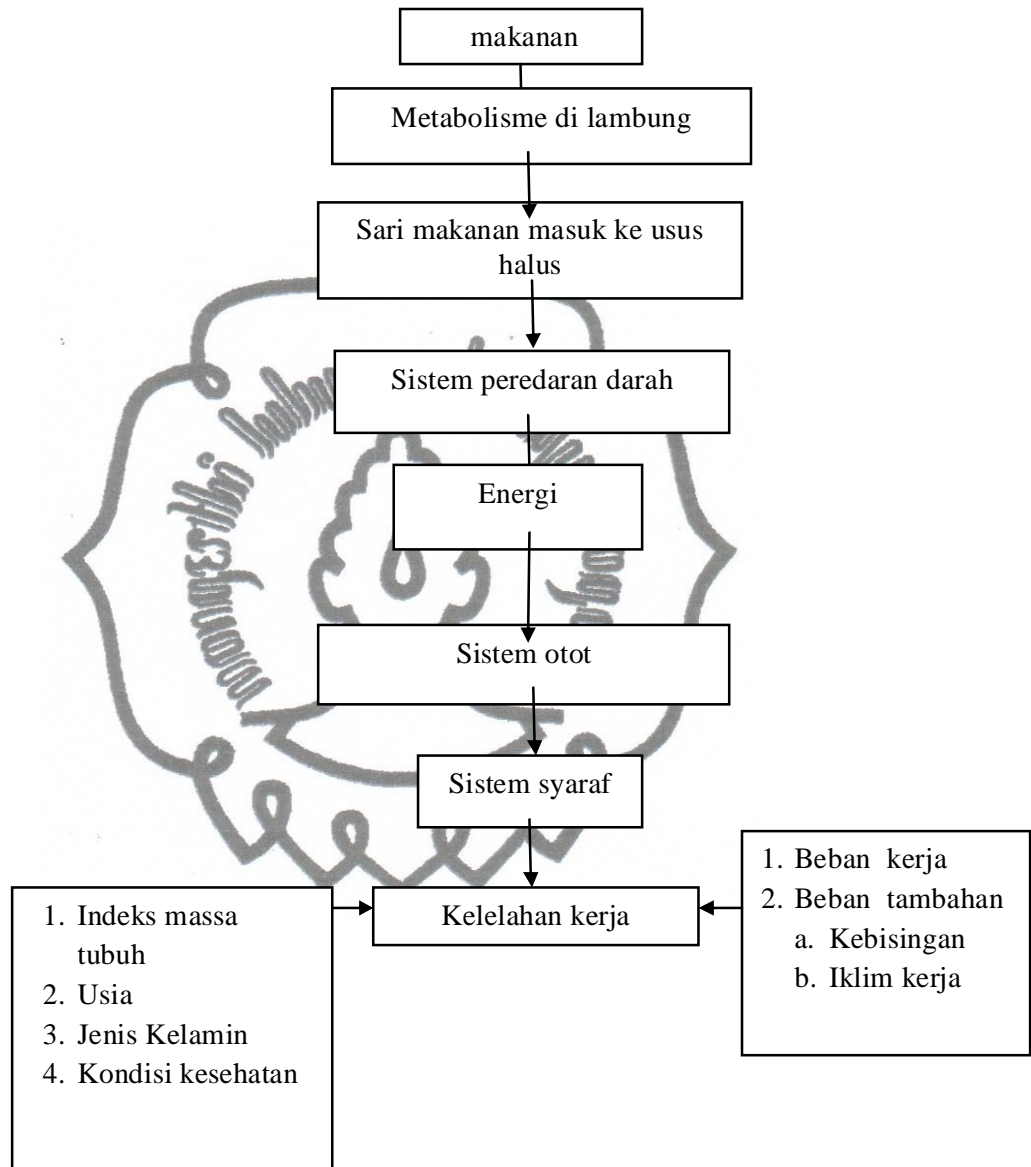 makanan
Metabolisme di lambung
Sari makanan masuk ke usus
halus
Sistem peredaran darah
Energi
Sistem otot
Sistem syaraf
Kelelahan kerja
1. Indeks massa
tubuh
2. Usia
3. Jenis Kelamin
4. Kondisi kesehatan
1. Beban kerja
2. Beban tambahan
a. Kebisingan
b. Iklim kerja